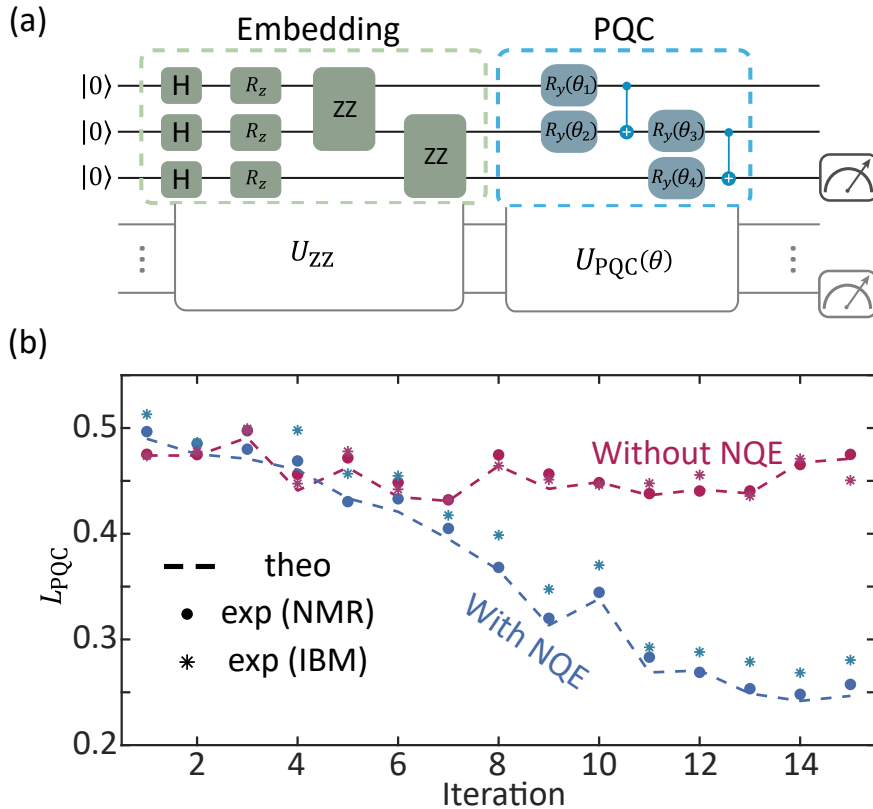 (a)
Embedding
PQC
|0⟩ H R_z ZZ R_y(θ_1)
|0⟩ H R_z ZZ R_y(θ_2) R_y(θ_3)
|0⟩ H R_z R_y(θ_4)
U_ZZ
U_PQC(θ)
(b)
L_PQC
0.5
0.4
0.3
0.2
Without NQE
With NQE
theo
exp (NMR)
exp (IBM)
2 4 6 8 10 12 14
Iteration